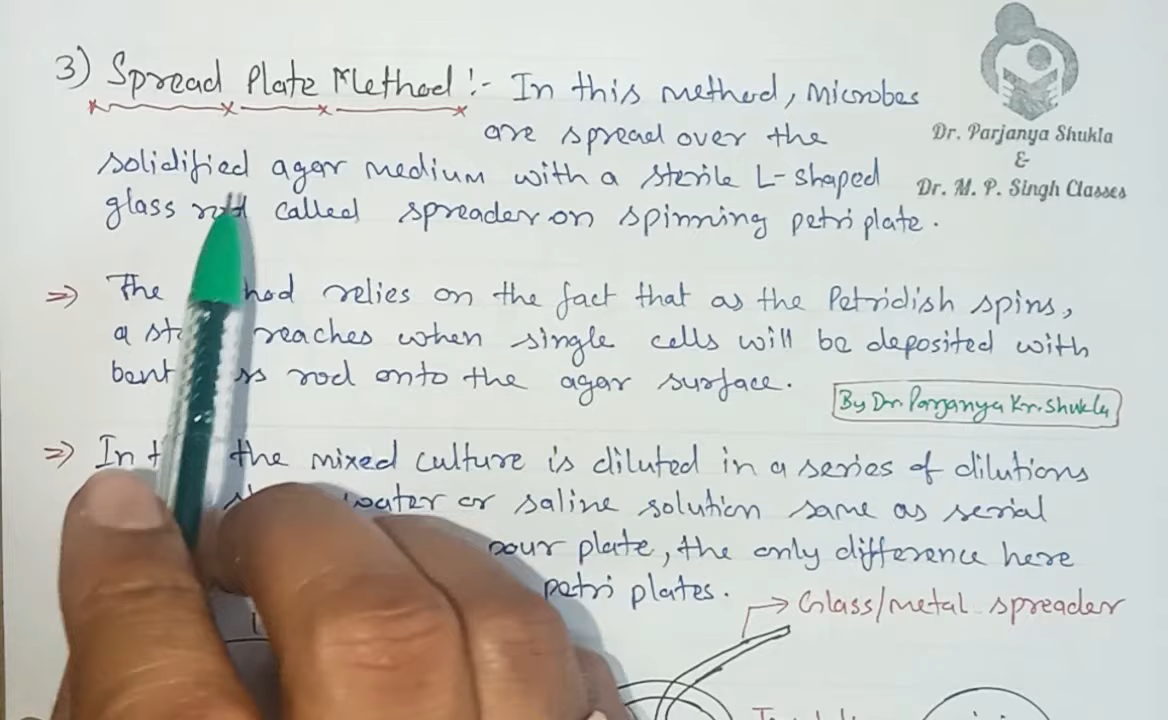 3) Spread Plate Method :- In this method, microbes
are spread over the
solidified agar medium with a sterile L-shaped
glass rod called spreader on spinning petri plate.
Dr. Parjanya Shukla
&
Dr. M. P. Singh Classes
⇒ The relies on the fact that as the Petridish spins,
a reaches when single cells will be deposited with
bent rod onto the agar surface.
By Dr. Parjanya Kr. Shukla
⇒ In the mixed culture is diluted in a series of dilutions
water or saline solution same as serial
pour plate, the only difference here
petri plates.
→ Glass/metal spreader